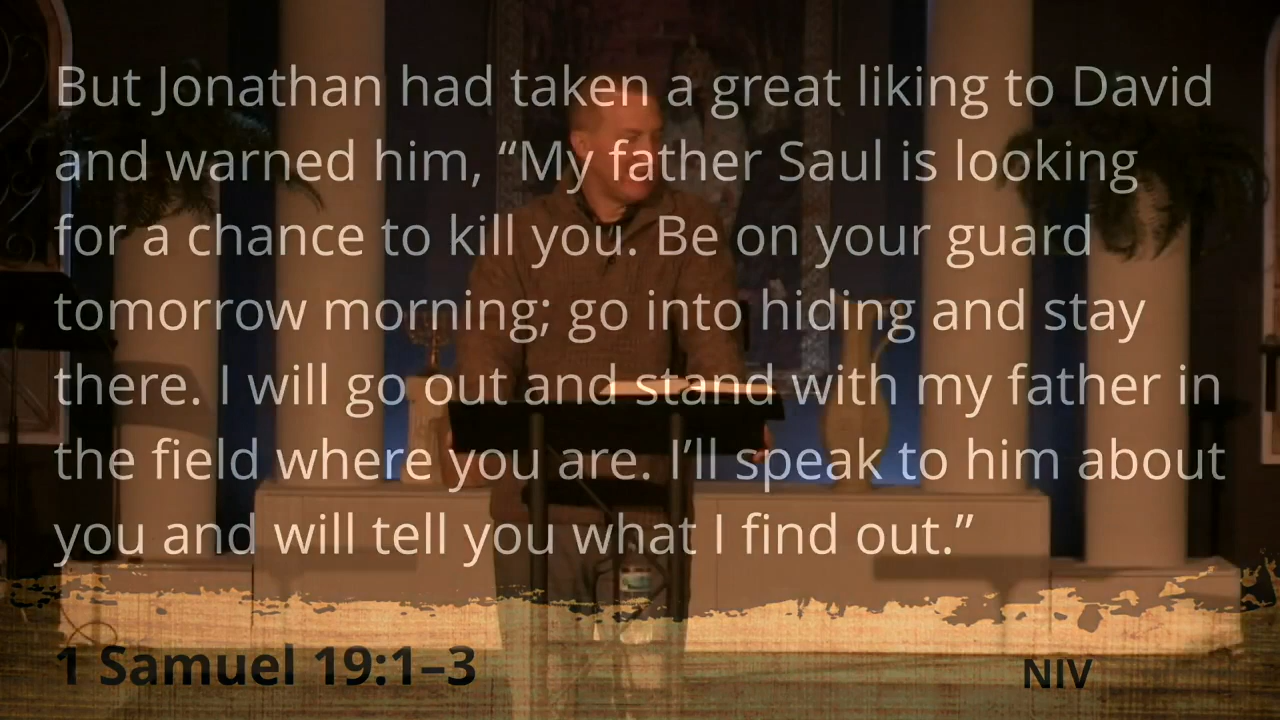 But Jonathan had taken a great liking to David
and warned him, “My father Saul is looking
for a chance to kill you. Be on your guard
tomorrow morning; go into hiding and stay
there. I will go out and stand with my father in
the field where you are. I’ll speak to him about
you and will tell you what I find out.”
1 Samuel 19:1–3 NIV